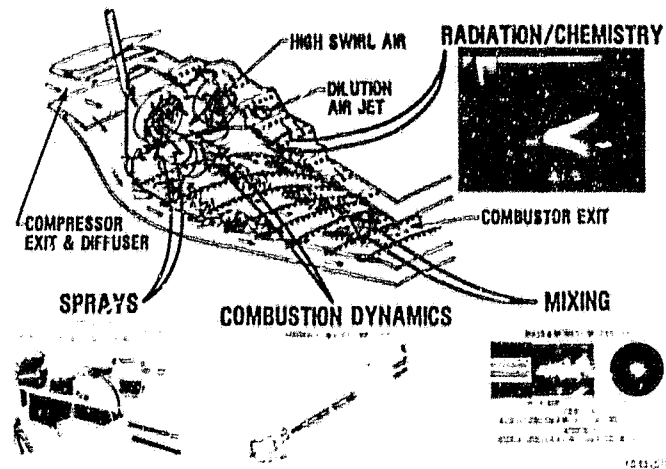 HIGH SWIRL AIR
RADIATION/CHEMISTRY
DILUTION
AIR JET
COMPRESSOR
EXIT & DIFFUSER
COMBUSTOR EXIT
SPRAYS
COMBUSTION DYNAMICS
MIXING